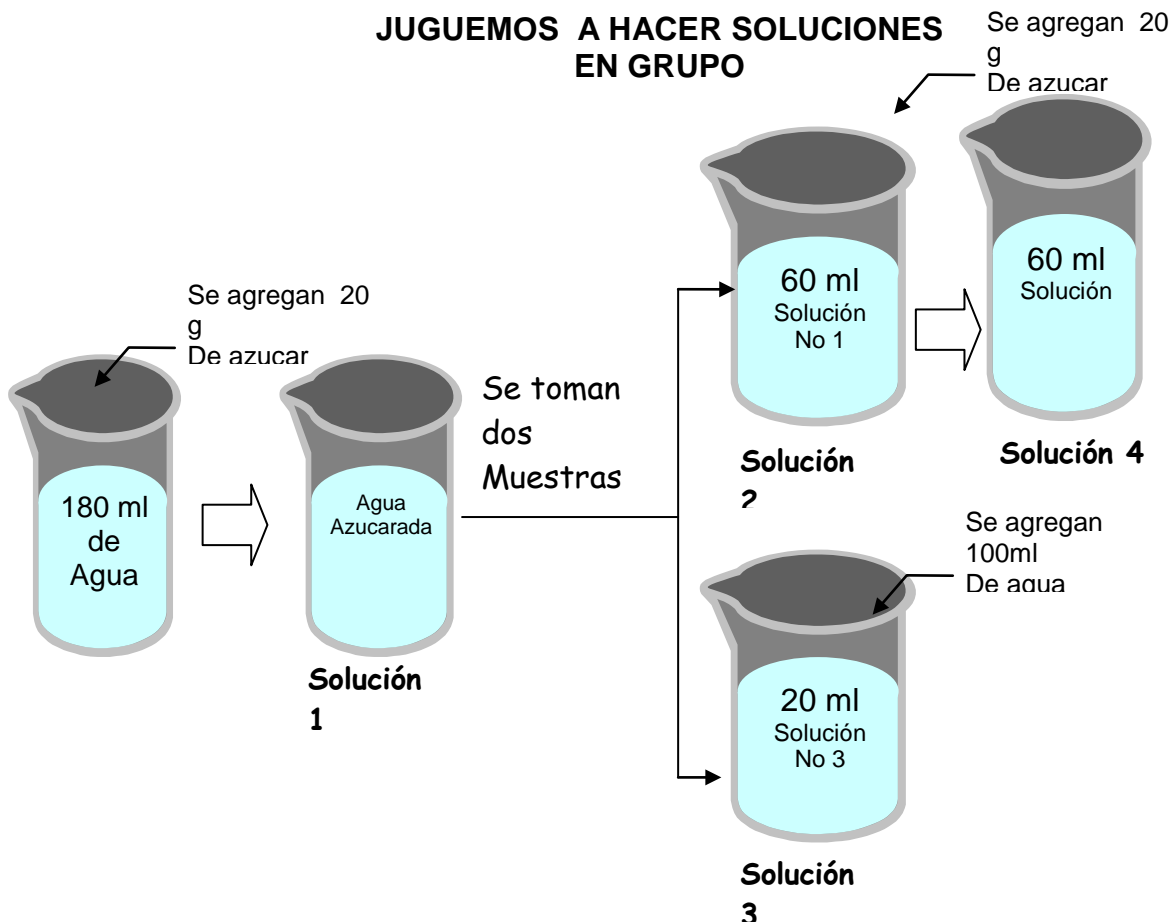 JUGUEMOS  A HACER SOLUCIONES
EN GRUPO
Se agregan  20
g
De azucar
180 ml
de
Agua
Agua
Azucarada
Solución
1
Se toman
dos
Muestras
Se agregan  20
g
De azucar
60 ml
Solución
No 1
Solución
2
60 ml
Solución
Solución 4
Se agregan
100ml
De agua
20 ml
Solución
No 3
Solución
3